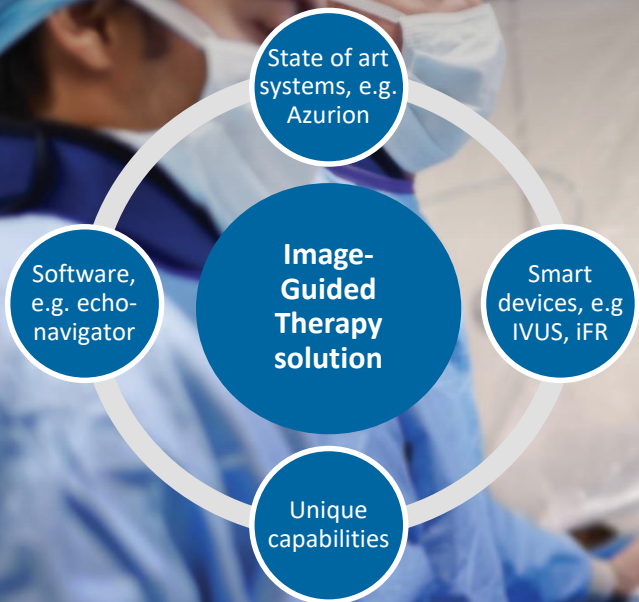 State of art
systems, e.g.
Azurion
Software,
e.g. echo-
navigator
Image-
Guided
Therapy
solution
Smart
devices, e.g
IVUS, iFR
Unique
capabilities